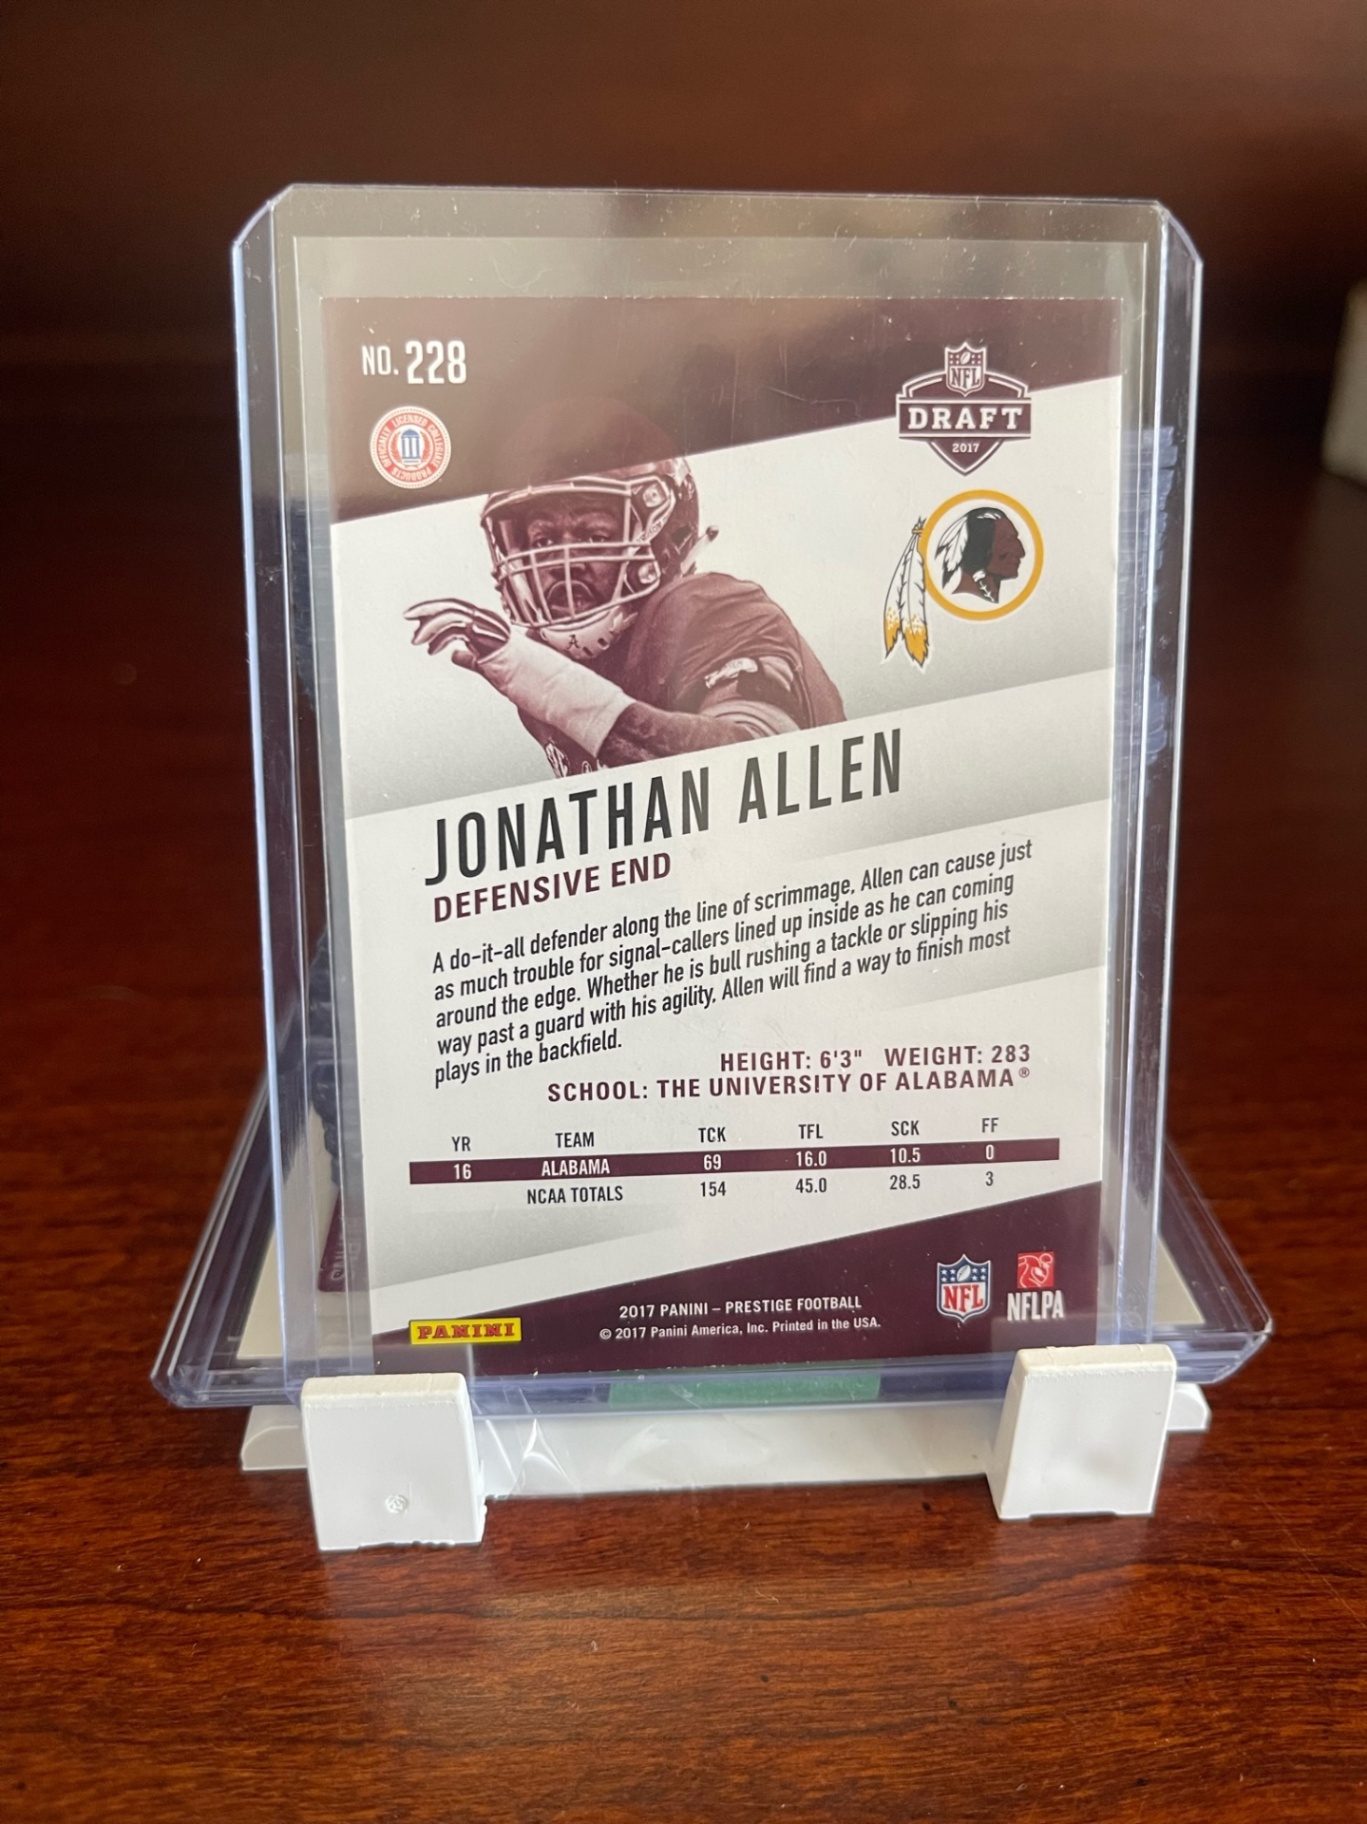 NO. 228
OFFICIALLY LICENSED COLLEGIATE PRODUCTS
NFL
DRAFT
2017
A
JONATHAN ALLEN
DEFENSIVE END
A do-it-all defender along the line of scrimmage, Allen can cause just
as much trouble for signal-callers lined up inside as he can coming
around the edge. Whether he is bull rushing a tackle or slipping his
way past a guard with his agility, Allen will find a way to finish most
plays in the backfield.
HEIGHT: 6'3" WEIGHT: 283
SCHOOL: THE UNIVERSITY OF ALABAMA®
YR TEAM TCK TFL SCK FF
16 ALABAMA 69 16.0 10.5 0
NCAA TOTALS 154 45.0 28.5 3
2017 PANINI – PRESTIGE FOOTBALL
© 2017 Panini America, Inc. Printed in the USA.
PANINI
NFL
NFLPA